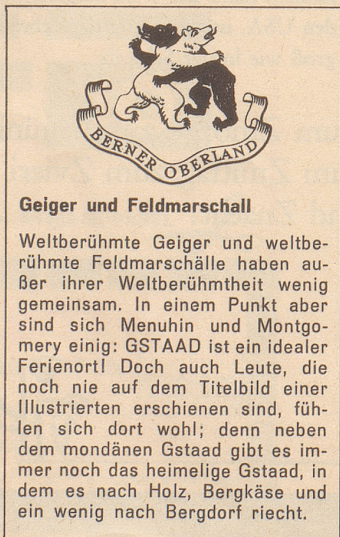 BERNER OBERLAND
Geiger und Feldmarschall
Weltberühmte Geiger und weltbe-
rühmte Feldmarschälle haben au-
ßer ihrer Weltberühmtheit wenig
gemeinsam. In einem Punkt aber
sind sich Menuhin und Montgo-
mery einig: GSTAAD ist ein idealer
Ferienort! Doch auch Leute, die
noch nie auf dem Titelbild einer
Illustrierten erschienen sind, füh-
len sich dort wohl; denn neben
dem mondänen Gstaad gibt es im-
mer noch das heimelige Gstaad, in
dem es nach Holz, Bergkäse und
ein wenig nach Bergdorf riecht.